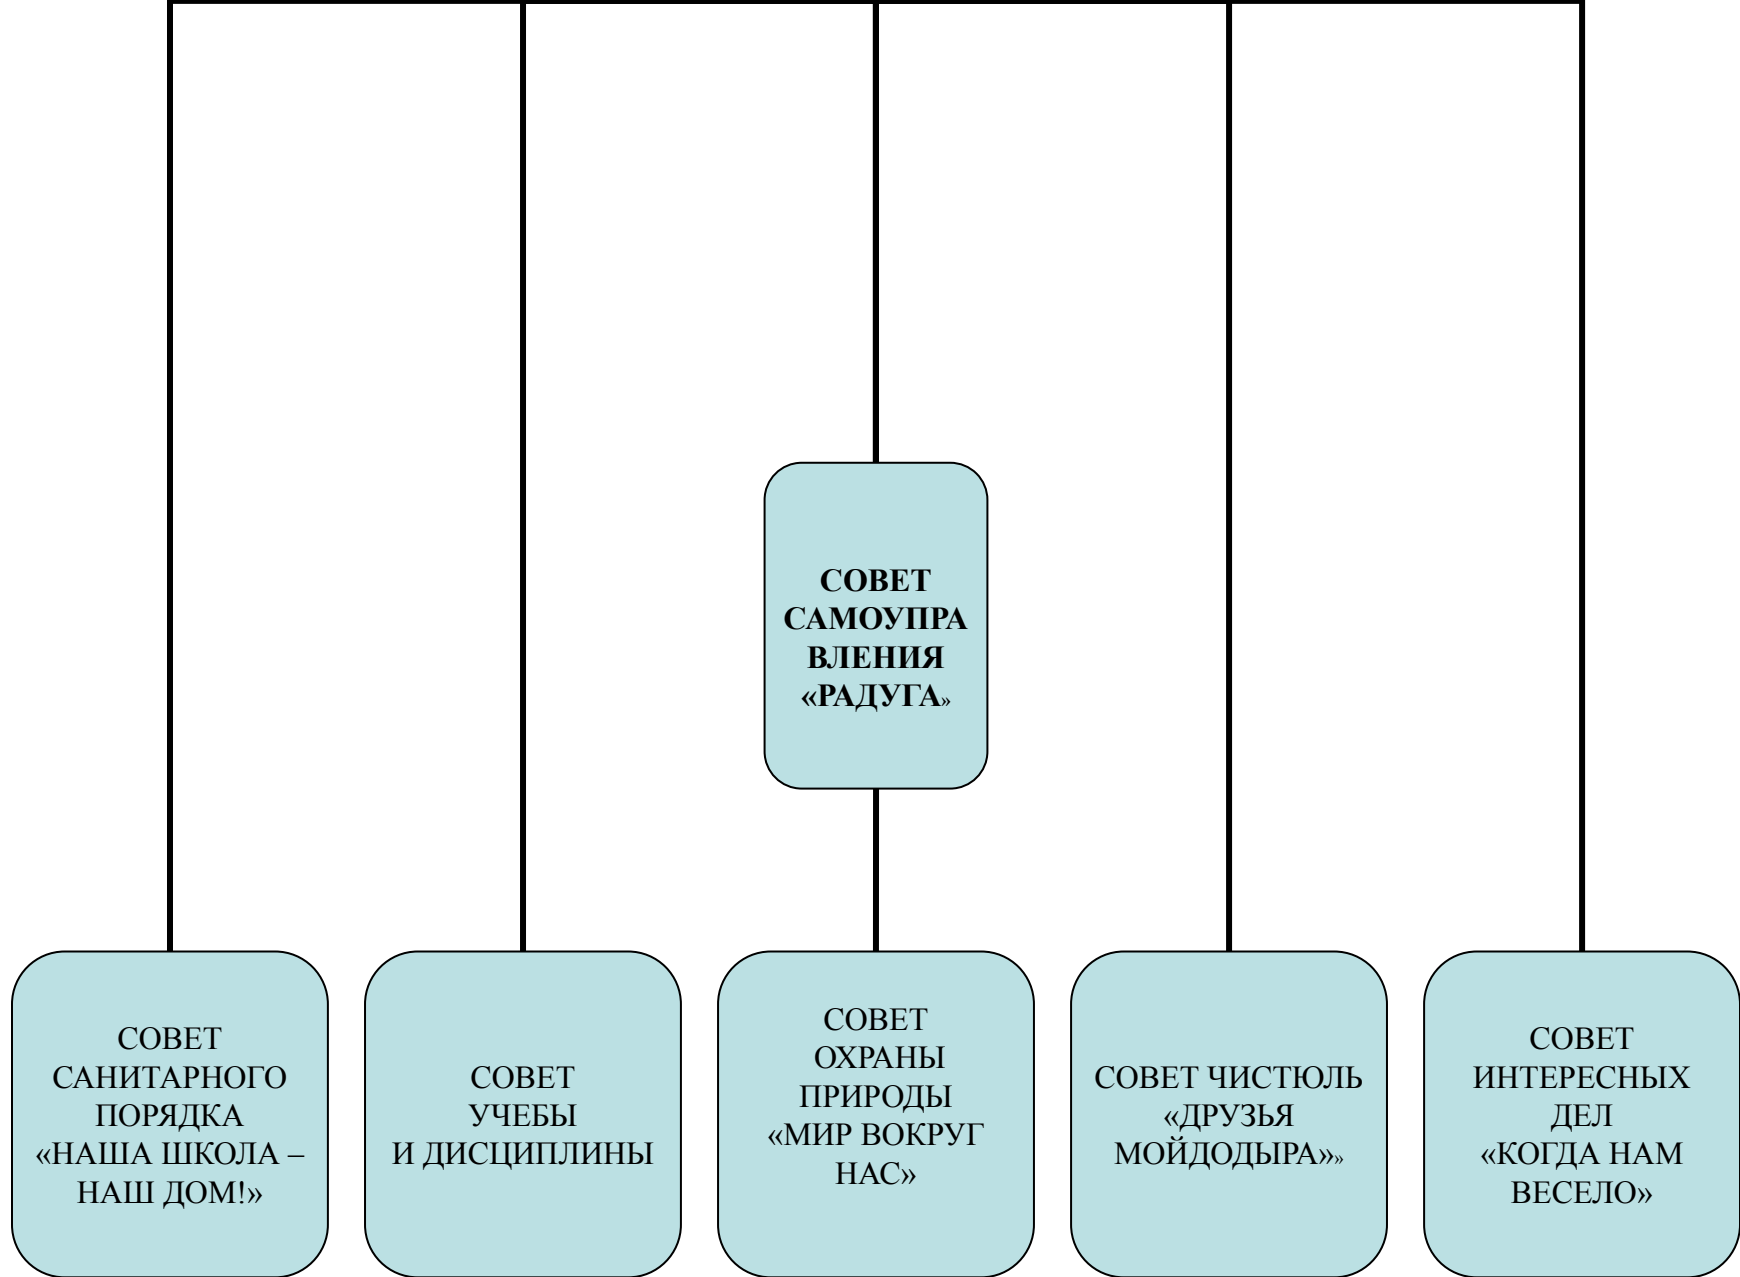 СОВЕТ
САМОУПРА
ВЛЕНИЯ
«РАДУГА»
СОВЕТ
САНИТАРНОГО
ПОРЯДКА
«НАША ШКОЛА –
НАШ ДОМ!»
СОВЕТ
УЧЕБЫ
И ДИСЦИПЛИНЫ
СОВЕТ
ОХРАНЫ
ПРИРОДЫ
«МИР ВОКРУГ
НАС»
СОВЕТ ЧИСТЮЛЬ
«ДРУЗЬЯ
МОЙДОДЫРА»»
СОВЕТ
ИНТЕРЕСНЫХ
ДЕЛ
«КОГДА НАМ
ВЕСЕЛО»